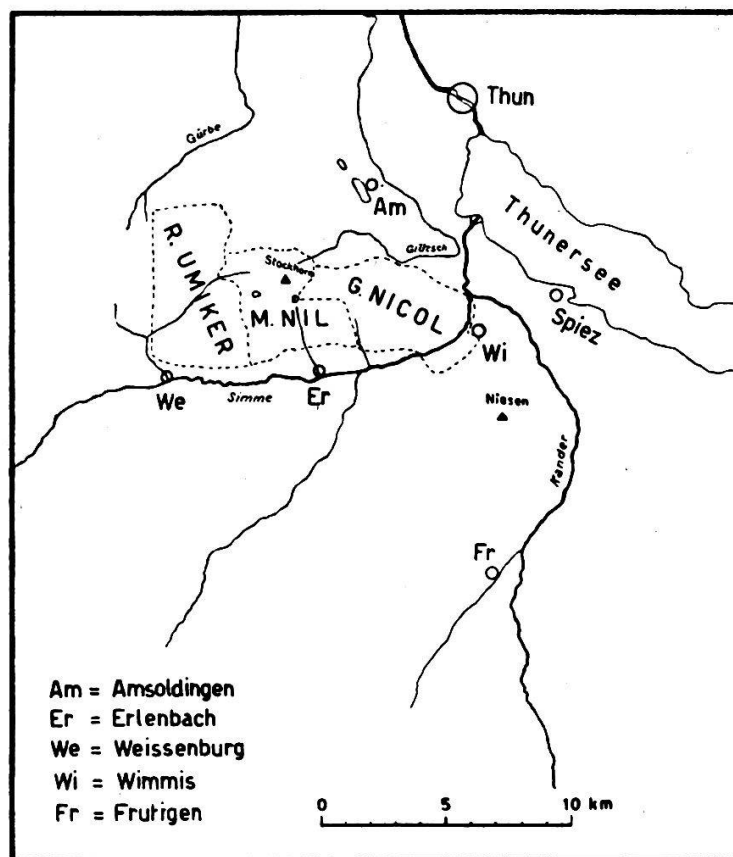 Thun
Gürbe
Am
Thunersee
R. UMIKER
Glütsch
Stockhorn
G. NICOL
M. NIL
Spiez
Wi
We
Simme
Er
Niesen
Kander
Fr
Am = Amsoldingen
Er = Erlenbach
We = Weissenburg
Wi = Wimmis
Fr = Frutigen
0 5 10 km